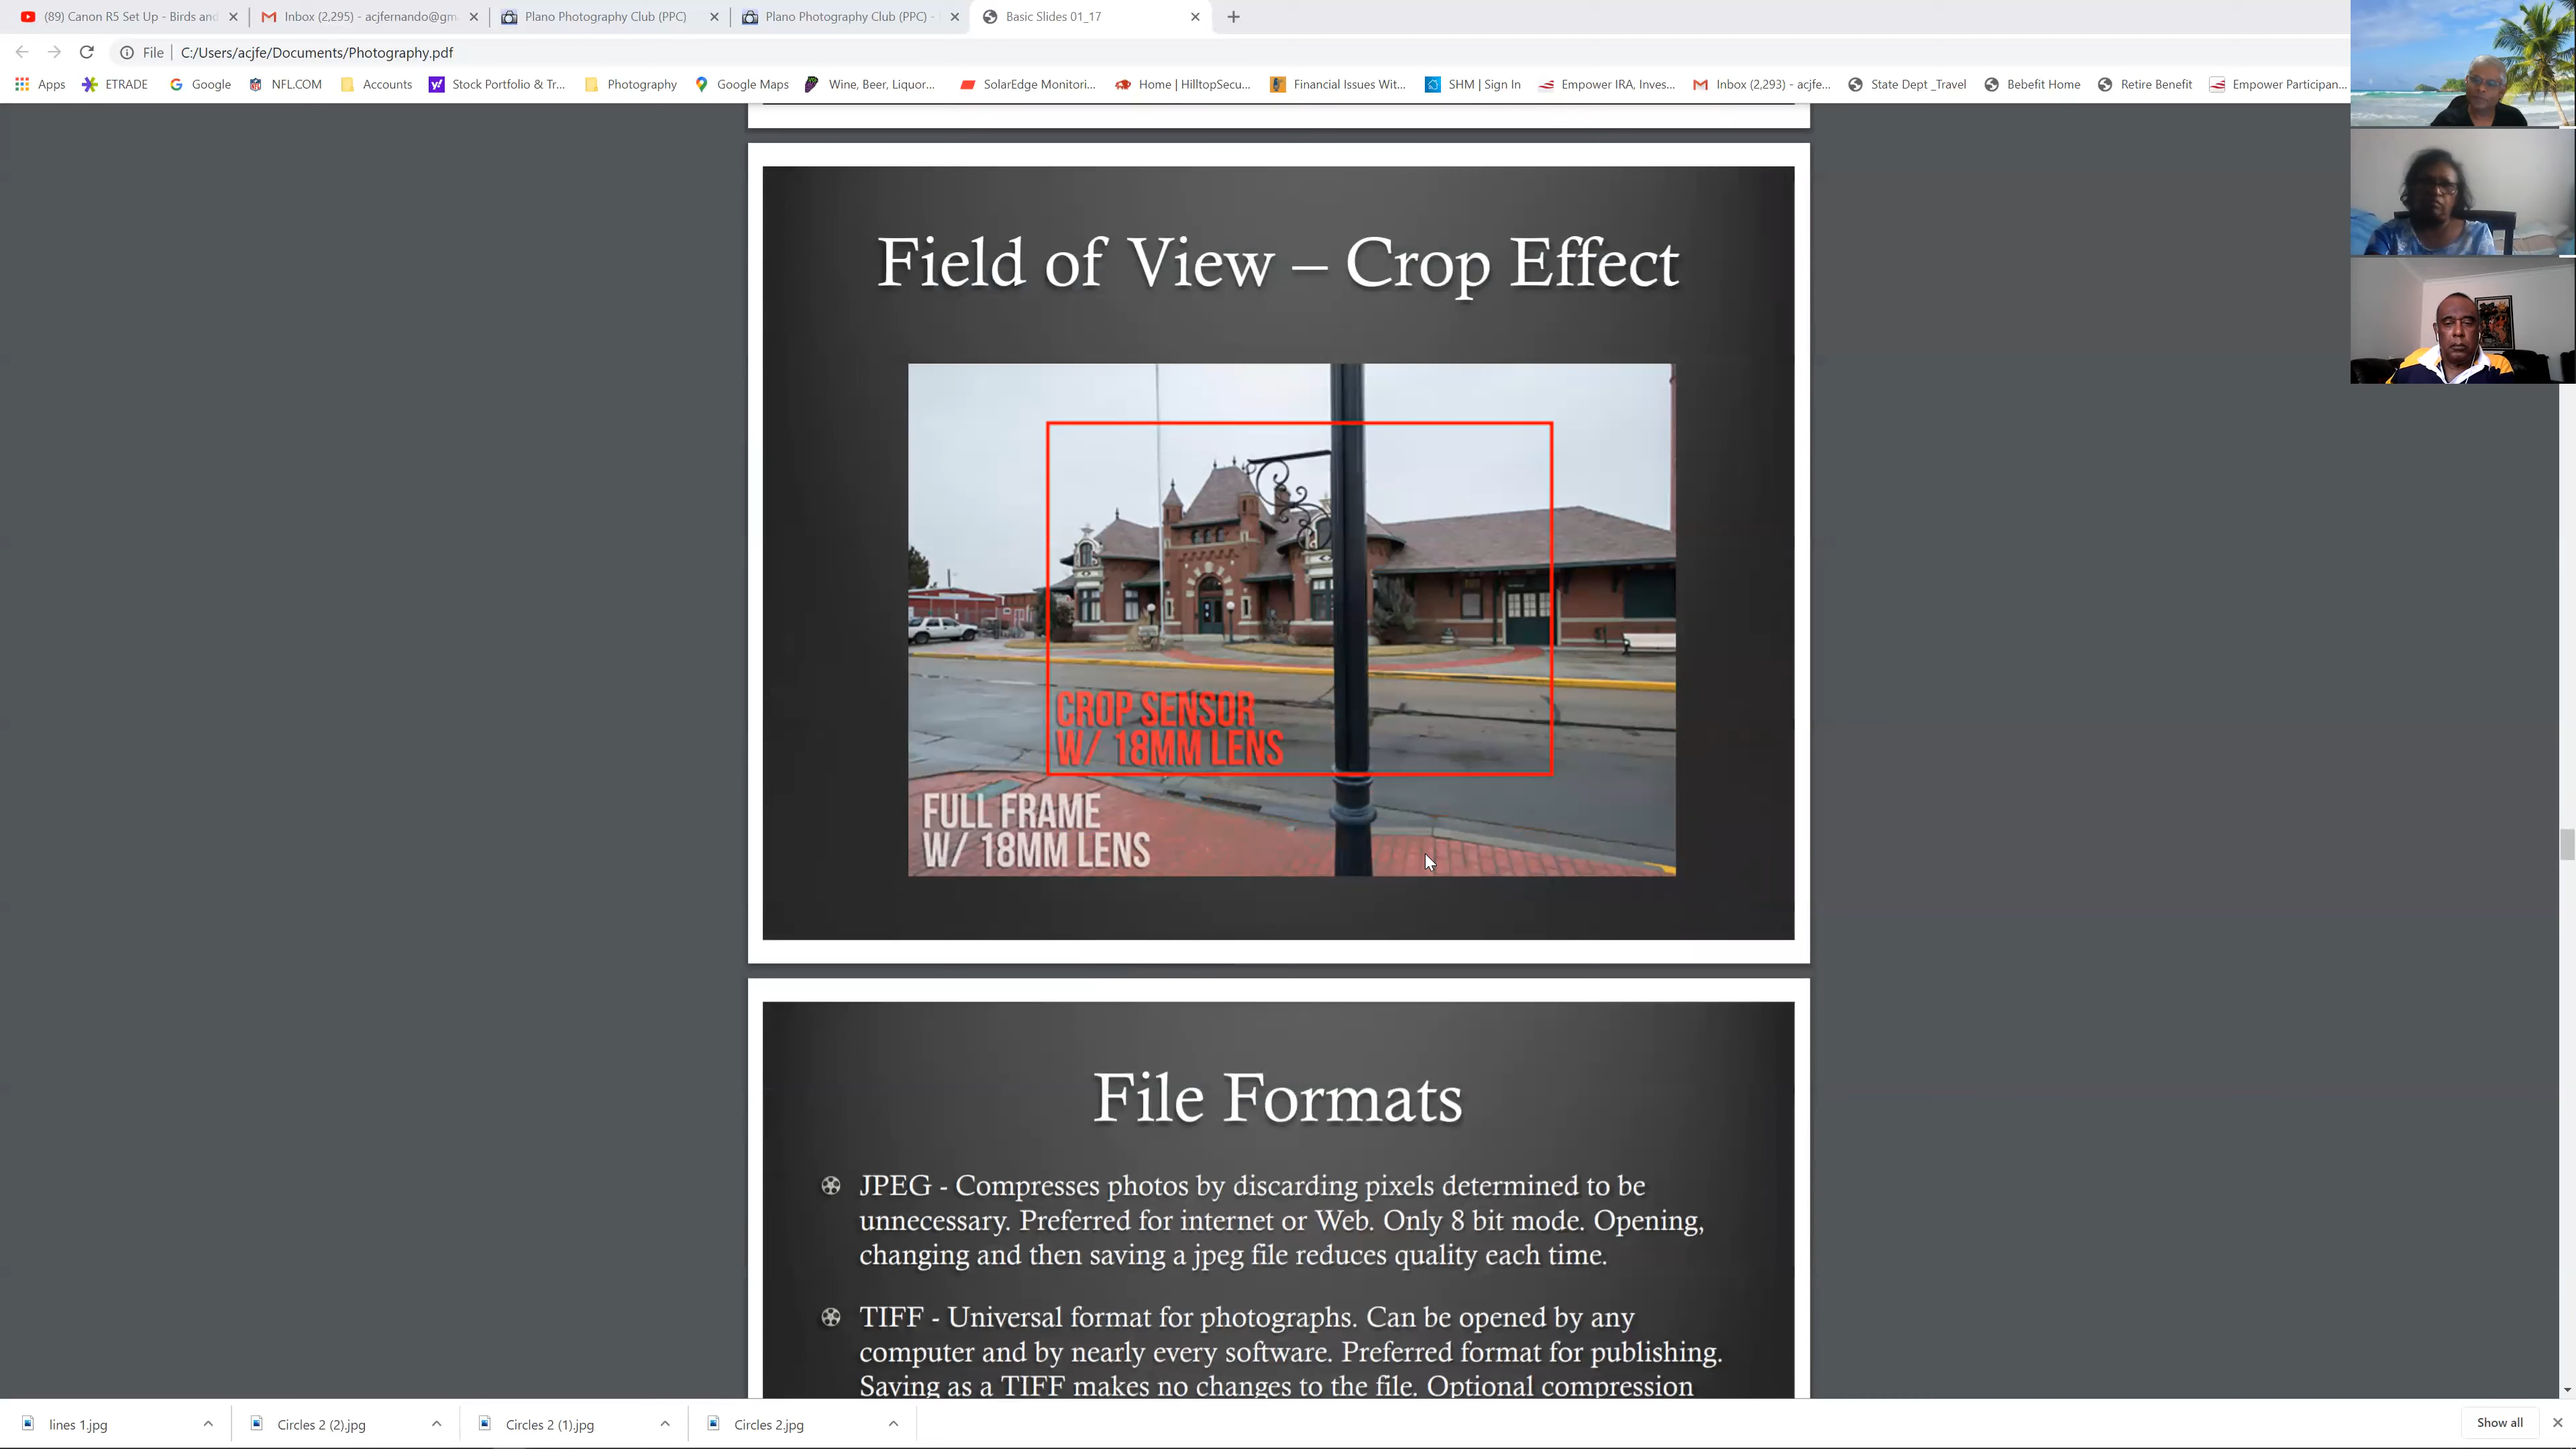 (89) Canon R5 Set Up - Birds and
Inbox (2,295) - acjfernando@gm
Plano Photography Club (PPC)
Plano Photography Club (PPC) -
Basic Slides 01_17
File
C:/Users/acjfe/Documents/Photography.pdf
Apps
ETRADE
Google
NFL.COM
Accounts
Stock Portfolio & Tr...
Photography
Google Maps
Wine, Beer, Liquor...
SolarEdge Monitori...
Home | HilltopSecu...
Financial Issues Wit...
SHM | Sign In
Empower IRA, Inves...
Inbox (2,293) - acjfe...
State Dept _Travel
Bebefit Home
Retire Benefit
Empower Participan...
Field of View – Crop Effect
CROP SENSOR
W/ 18MM LENS
FULL FRAME
W/ 18MM LENS
File Formats
JPEG - Compresses photos by discarding pixels determined to be
unnecessary. Preferred for internet or Web. Only 8 bit mode. Opening,
changing and then saving a jpeg file reduces quality each time.
TIFF - Universal format for photographs. Can be opened by any
computer and by nearly every software. Preferred format for publishing.
Saving as a TIFF makes no changes to the file. Optional compression
lines 1.jpg
Circles 2 (2).jpg
Circles 2 (1).jpg
Circles 2.jpg
Show all